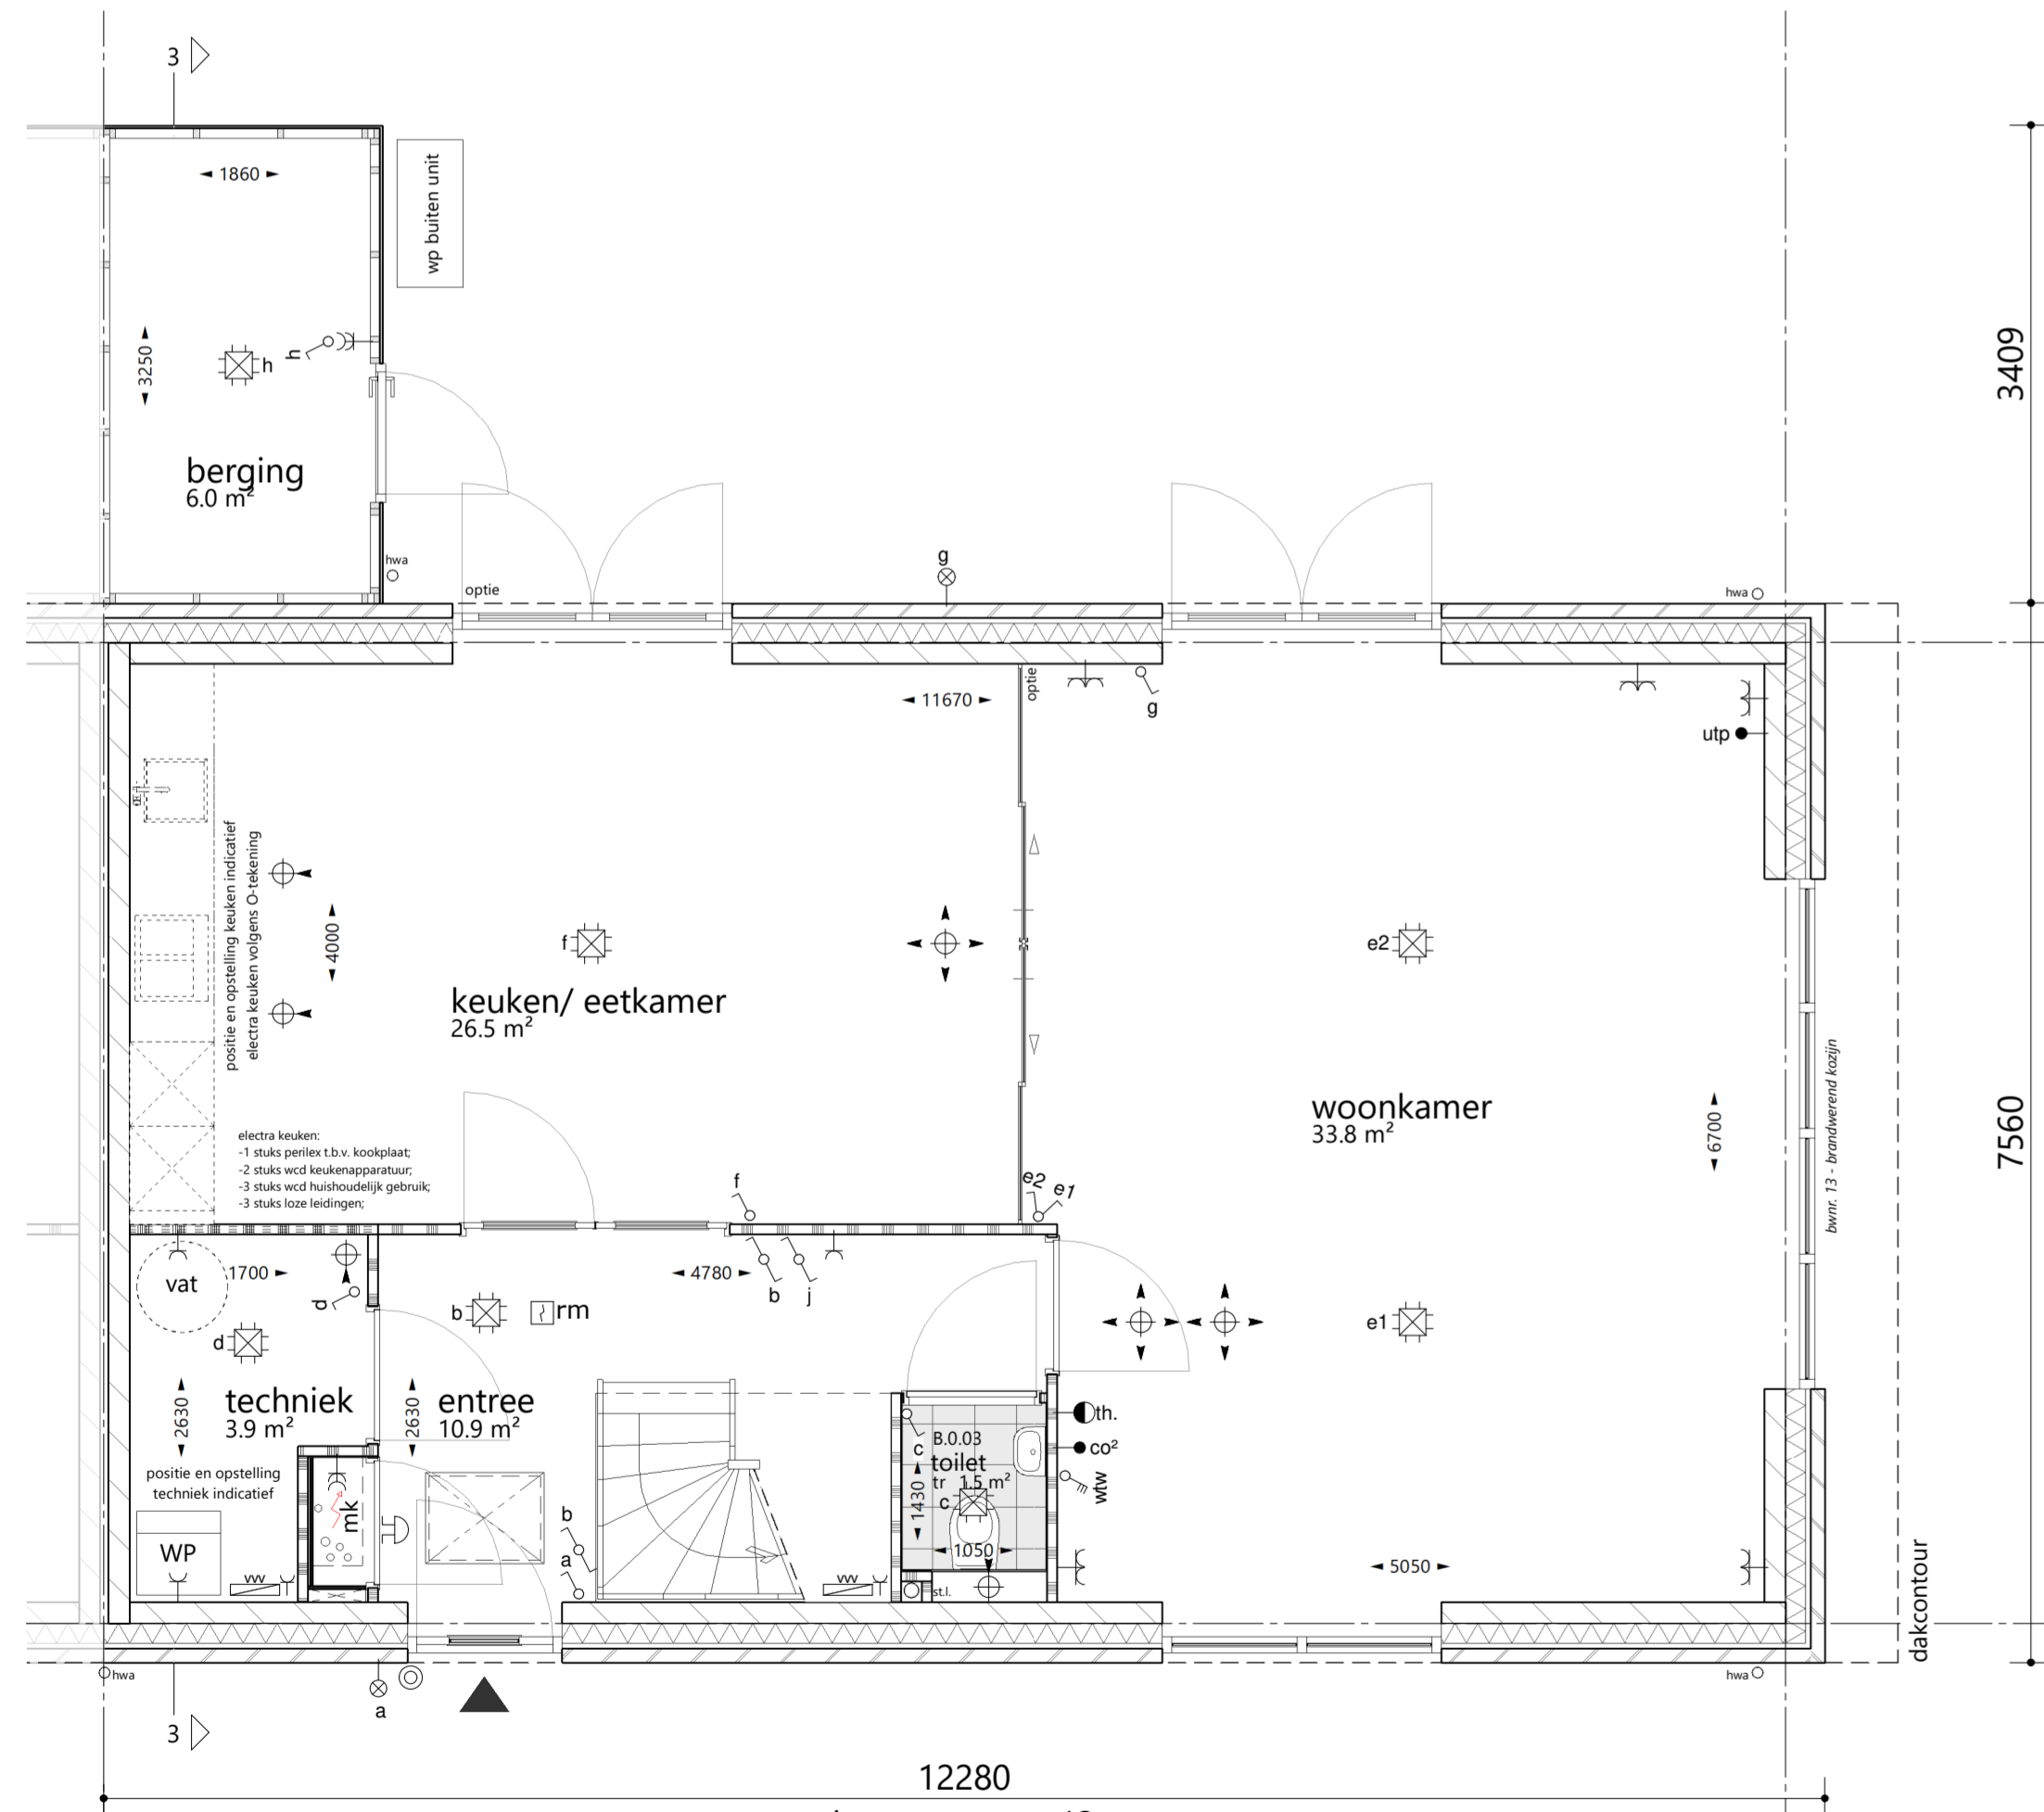 3
1860
wp buiten unit
3250
h
h
3409
berging
6.0 m²
hwa
optie
g
hwa
11670
optie
g
utp
positie en opstelling keuken indicatief
electra keuken volgens O-tekening
4000
f
e2
keuken/ eetkamer
26.5 m²
woonkamer
33.8 m²
6700
bwnr. 13 - brandwerend kozijn
7560
electra keuken:
-1 stuks perilex t.b.v. kookplaat;
-2 stuks wcd keukenapparatuur;
-3 stuks wcd huishoudelijk gebruik;
-3 stuks loze leidingen;
f
e2
e1
vat
1700
4780
d
b
j
b
rm
e1
d
techniek
3.9 m²
2630
2630
entree
10.9 m²
th.
co²
wtw
c
B.0.03
toilet
tr 1.5 m²
c
1430
1050
positie en opstelling
techniek indicatief
mk
WP
b
a
st.l.
5050
dakcontour
hwa
a
hwa
3
12280